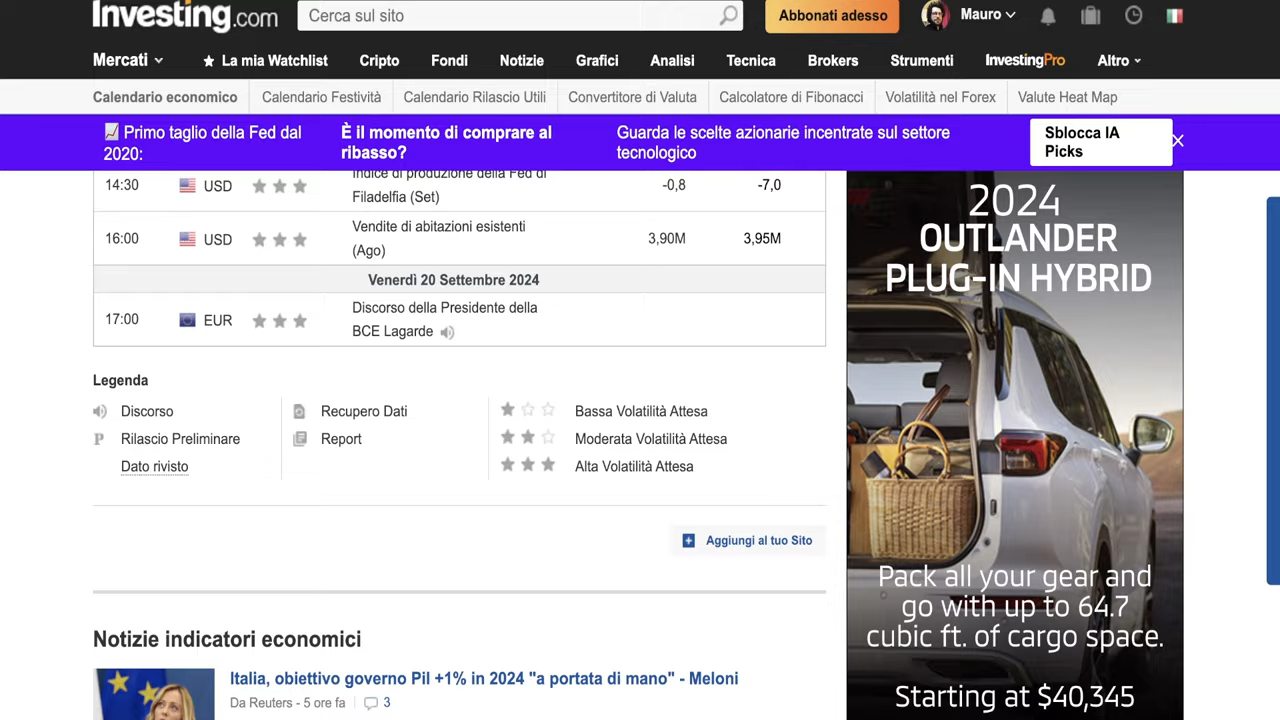 Investing.com
Cerca sul sito
Abbonati adesso
Mauro
Mercati
La mia Watchlist
Cripto
Fondi
Notizie
Grafici
Analisi
Tecnica
Brokers
Strumenti
InvestingPro
Altro
Calendario economico
Calendario Festività
Calendario Rilascio Utili
Convertitore di Valuta
Calcolatore di Fibonacci
Volatilità nel Forex
Valute Heat Map
Primo taglio della Fed dal
2020:
È il momento di comprare al
ribasso?
Guarda le scelte azionarie incentrate sul settore
tecnologico
Sblocca IA
Picks
14:30 USD
Indice di produzione della Fed di
Filadelfia (Set)
-0,8 -7,0
16:00 USD
Vendite di abitazioni esistenti
(Ago)
3,90M 3,95M
Venerdì 20 Settembre 2024
17:00 EUR
Discorso della Presidente della
BCE Lagarde
Legenda
Discorso
Rilascio Preliminare
Dato rivisto
Recupero Dati
Report
Bassa Volatilità Attesa
Moderata Volatilità Attesa
Alta Volatilità Attesa
Aggiungi al tuo Sito
Notizie indicatori economici
Italia, obiettivo governo Pil +1% in 2024 "a portata di mano" - Meloni
Da Reuters - 5 ore fa
3
2024
OUTLANDER
PLUG-IN HYBRID
Pack all your gear and
go with up to 64.7
cubic ft. of cargo space.
Starting at $40,345